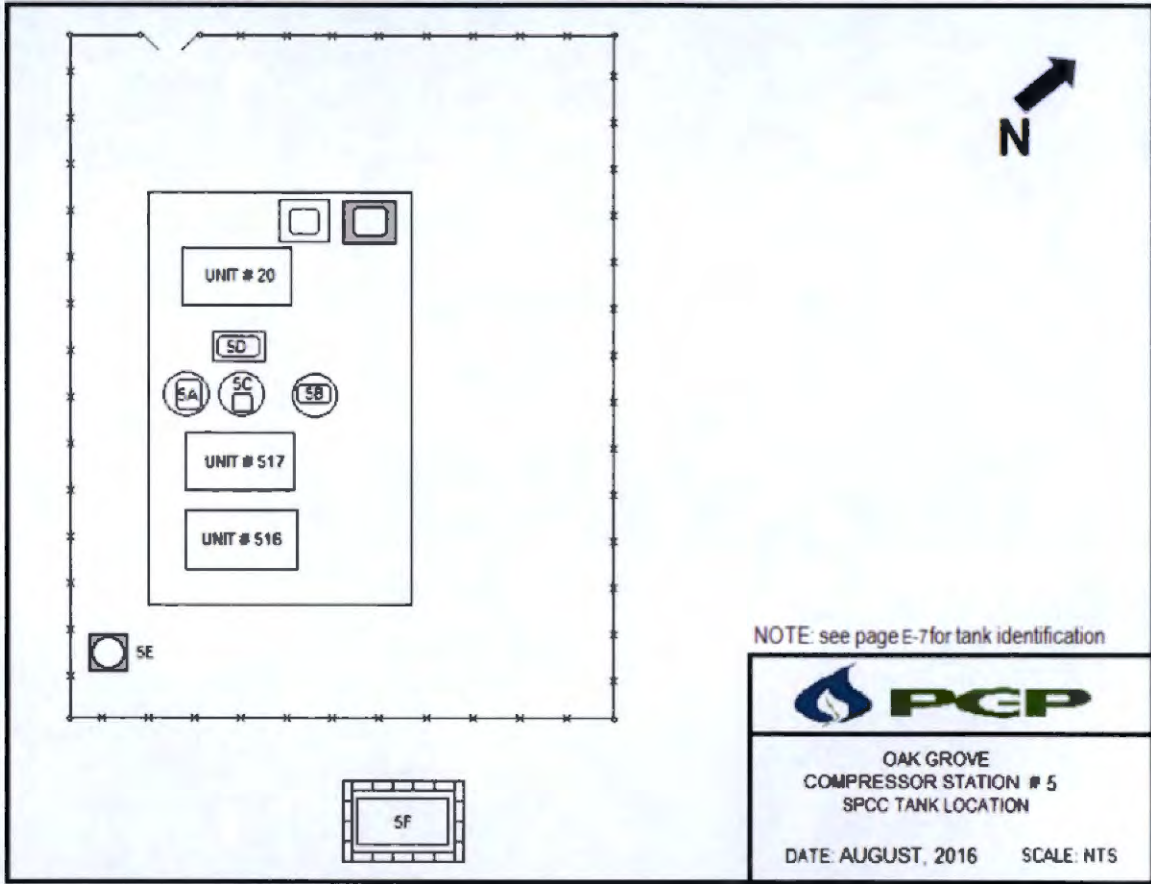 N
UNIT # 20
5D
5A
5C
5B
UNIT # 517
UNIT # 516
5E
5F
NOTE: see page E-7 for tank identification
PGP
OAK GROVE
COMPRESSOR STATION # 5
SPCC TANK LOCATION
DATE: AUGUST, 2016 SCALE: NTS